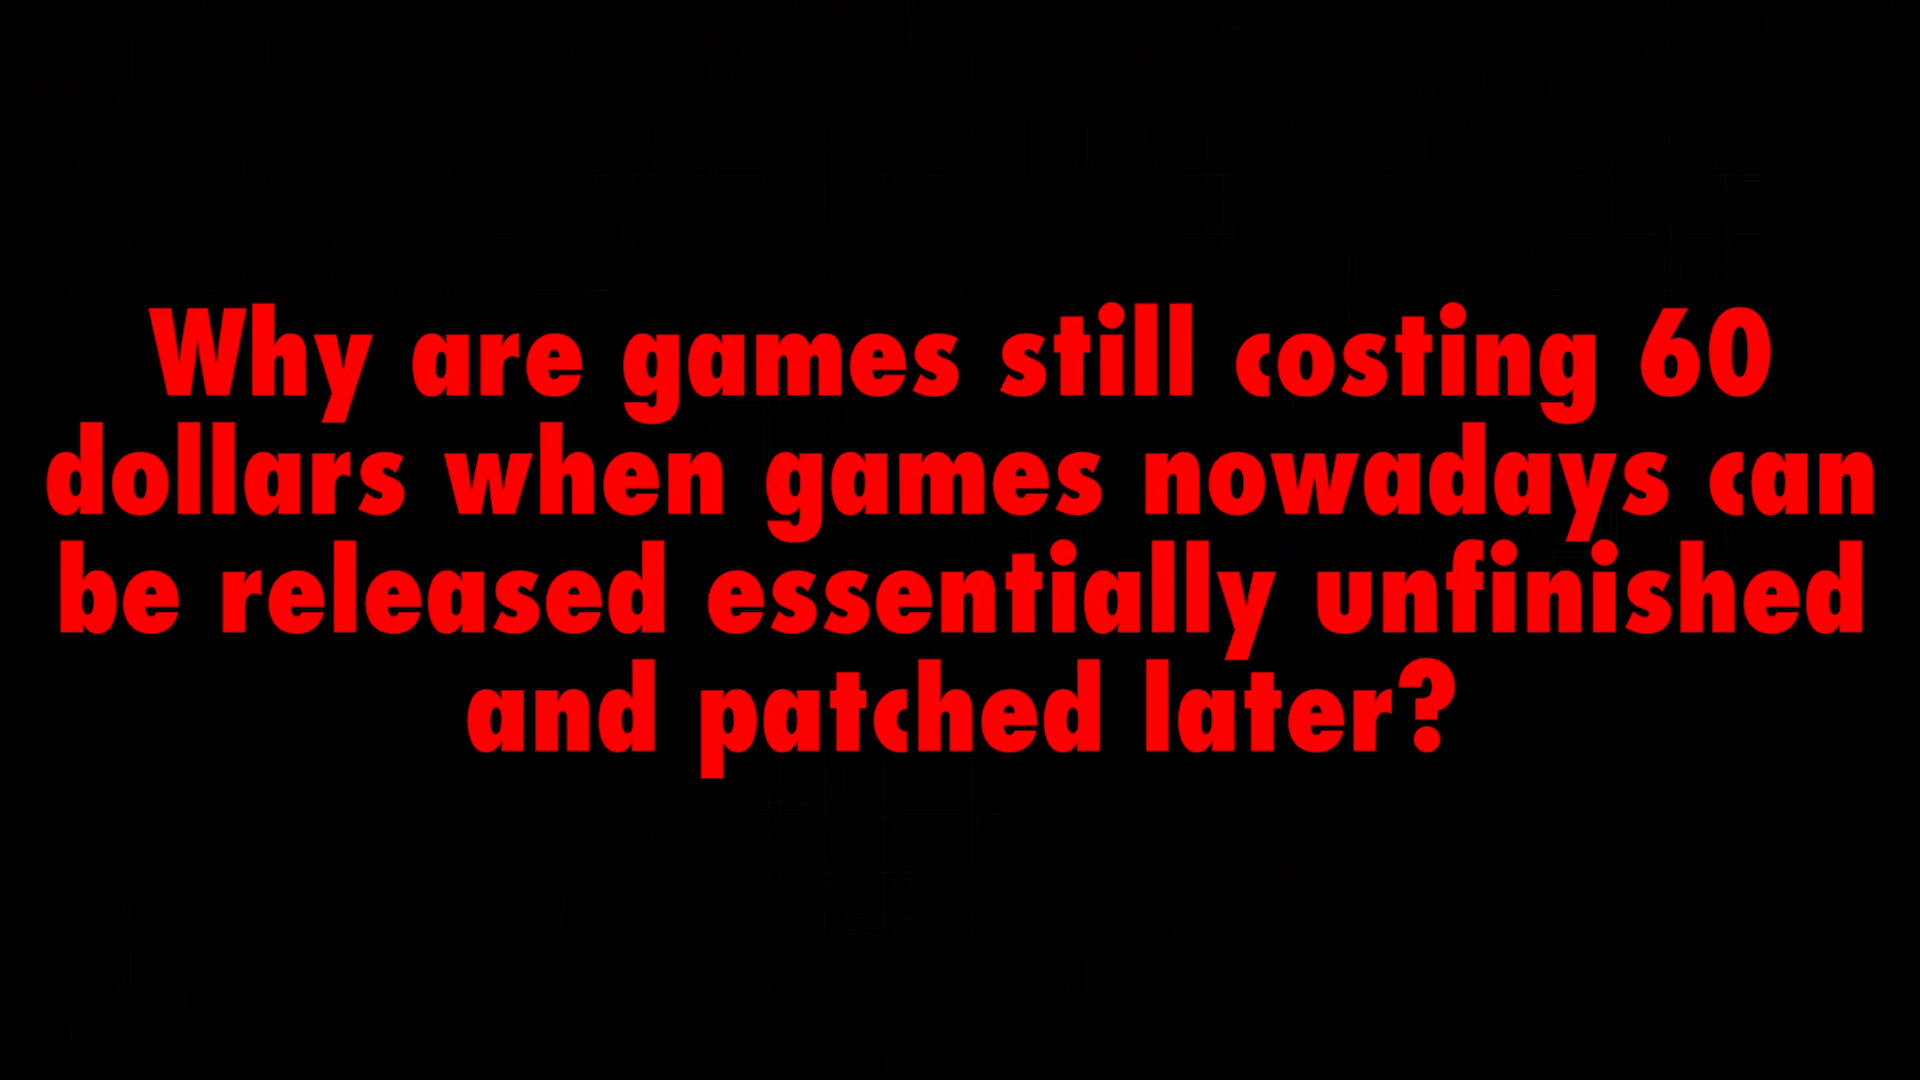 Why are games still costing 60
dollars when games nowadays can
be released essentially unfinished
and patched later?